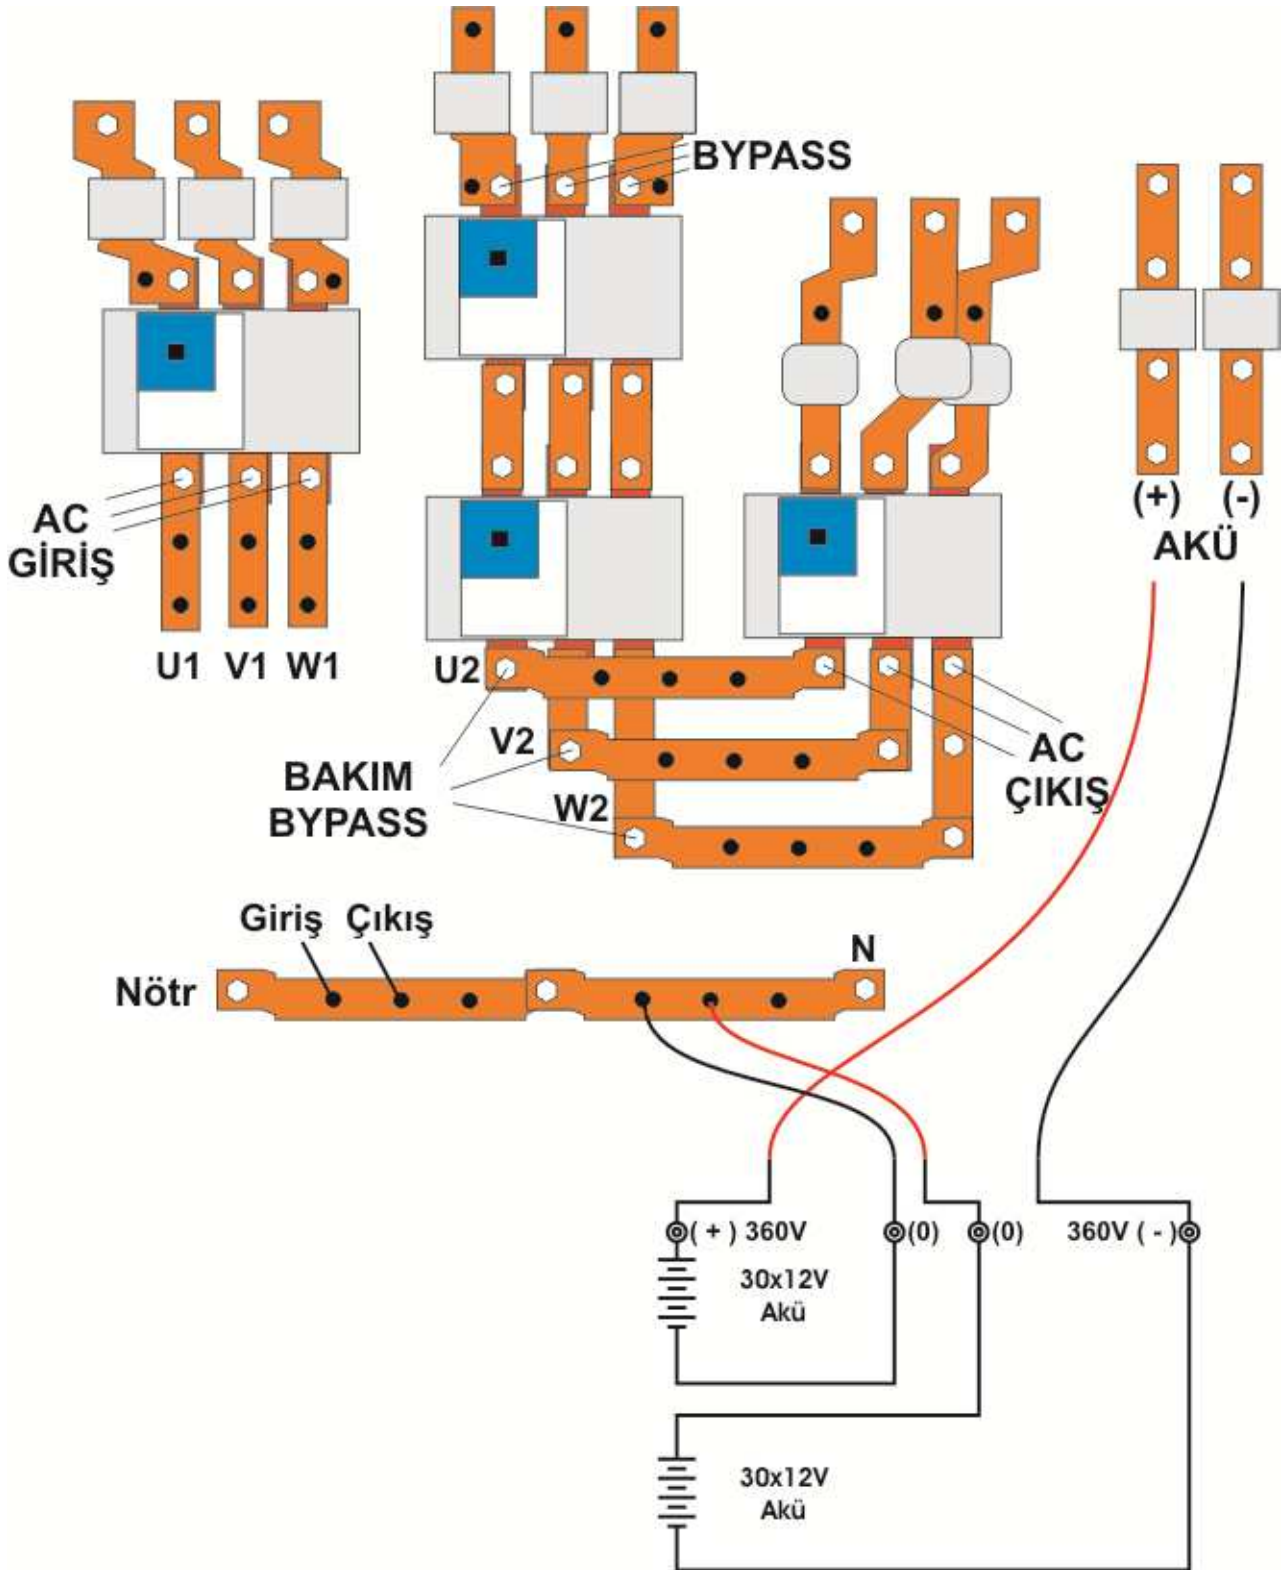 BYPASS
AC
GİRİŞ
U1 V1 W1
(+) (-)
AKÜ
U2
V2
W2
BAKIM
BYPASS
AC
ÇIKIŞ
Giriş Çıkış
N
Nötr
( + ) 360V (0) (0) 360V ( - )
30x12V
Akü
30x12V
Akü